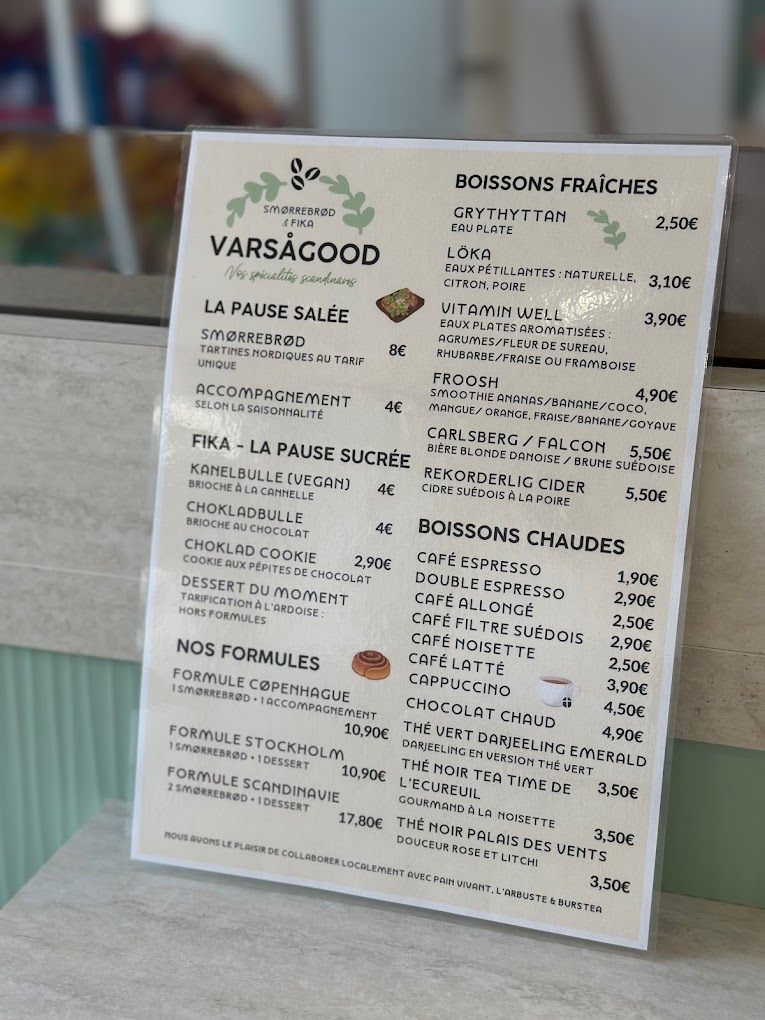 SMØRREBRØD
& FIKA
VARSÅGOOD
Vos spécialités scandinaves
LA PAUSE SALÉE
SMØRREBRØD
TARTINES NORDIQUES AU TARIF 8€
UNIQUE
ACCOMPAGNEMENT
SELON LA SAISONNALITÉ 4€
FIKA - LA PAUSE SUCRÉE
KANELBULLE (VEGAN)
BRIOCHE À LA CANNELLE 4€
CHOKLADBULLE
BRIOCHE AU CHOCOLAT 4€
CHOKLAD COOKIE 2,90€
COOKIE AUX PÉPITES DE CHOCOLAT
DESSERT DU MOMENT
TARIFICATION À L'ARDOISE :
HORS FORMULES
NOS FORMULES
FORMULE CØPENHAGUE
1 SMØRREBRØD • 1 ACCOMPAGNEMENT
10,90€
FORMULE STOCKHOLM
1 SMØRREBRØD • 1 DESSERT 10,90€
FORMULE SCANDINAVIE
2 SMØRREBRØD • 1 DESSERT
17,80€
BOISSONS FRAÎCHES
GRYTHYTTAN 2,50€
EAU PLATE
LÖKA
EAUX PÉTILLANTES : NATURELLE, 3,10€
CITRON, POIRE
VITAMIN WELL 3,90€
EAUX PLATES AROMATISÉES :
AGRUMES/FLEUR DE SUREAU,
RHUBARBE/FRAISE OU FRAMBOISE
FROOSH 4,90€
SMOOTHIE ANANAS/BANANE/COCO,
MANGUE/ ORANGE, FRAISE/BANANE/GOYAVE
CARLSBERG / FALCON 5,50€
BIÈRE BLONDE DANOISE / BRUNE SUÉDOISE
REKORDERLIG CIDER 5,50€
CIDRE SUÉDOIS À LA POIRE
BOISSONS CHAUDES
CAFÉ ESPRESSO 1,90€
DOUBLE ESPRESSO 2,90€
CAFÉ ALLONGÉ 2,50€
CAFÉ FILTRE SUÉDOIS 2,90€
CAFÉ NOISETTE 2,50€
CAFÉ LATTÉ 3,90€
CAPPUCCINO 4,50€
CHOCOLAT CHAUD 4,90€
THÉ VERT DARJEELING EMERALD
DARJEELING EN VERSION THÉ VERT 3,50€
THÉ NOIR TEA TIME DE
L'ECUREUIL
GOURMAND À LA NOISETTE 3,50€
THÉ NOIR PALAIS DES VENTS
DOUCEUR ROSE ET LITCHI 3,50€
NOUS AVONS LE PLAISIR DE COLLABORER LOCALEMENT AVEC PAIN VIVANT, L'ARBUSTE & BURSTEA